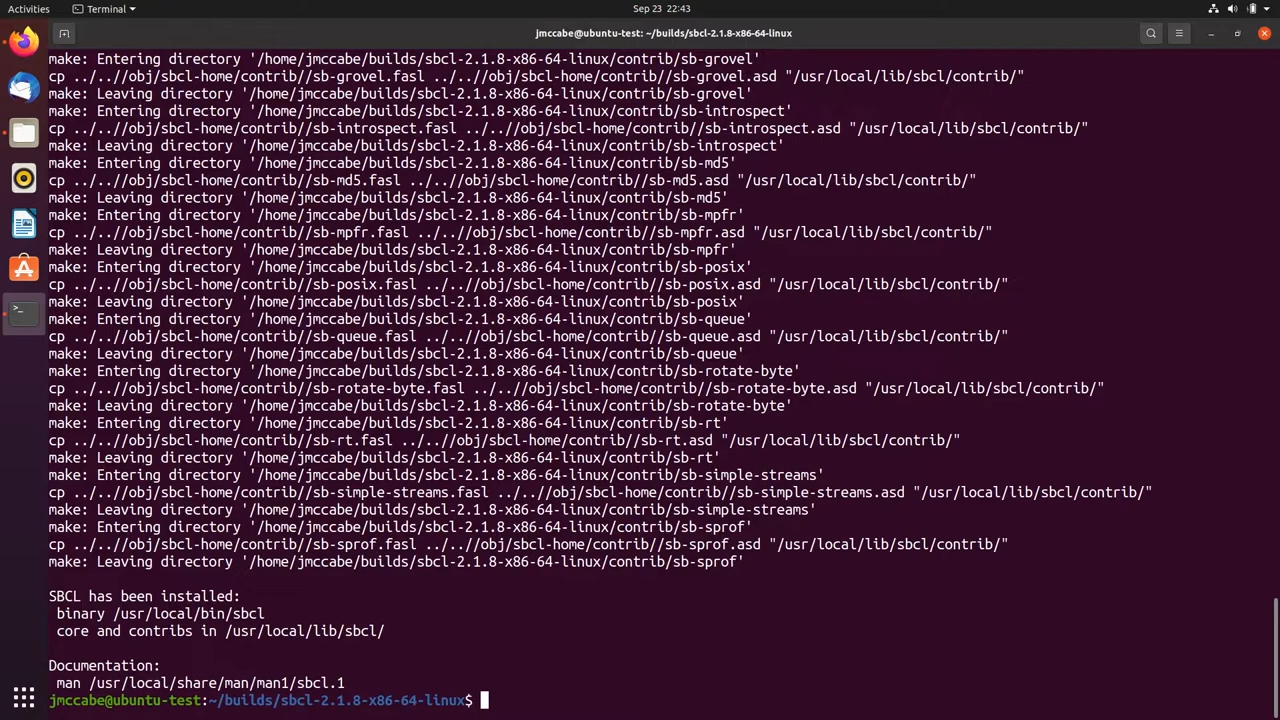 Activities
Terminal
Sep 23 22:43
jmccabe@ubuntu-test: ~/builds/sbcl-2.1.8-x86-64-linux
make: Entering directory '/home/jmccabe/builds/sbcl-2.1.8-x86-64-linux/contrib/sb-grovel'
cp ../..//obj/sbcl-home/contrib//sb-grovel.fasl ../..//obj/sbcl-home/contrib//sb-grovel.asd "/usr/local/lib/sbcl/contrib/"
make: Leaving directory '/home/jmccabe/builds/sbcl-2.1.8-x86-64-linux/contrib/sb-grovel'
make: Entering directory '/home/jmccabe/builds/sbcl-2.1.8-x86-64-linux/contrib/sb-introspect'
cp ../..//obj/sbcl-home/contrib//sb-introspect.fasl ../..//obj/sbcl-home/contrib//sb-introspect.asd "/usr/local/lib/sbcl/contrib/"
make: Leaving directory '/home/jmccabe/builds/sbcl-2.1.8-x86-64-linux/contrib/sb-introspect'
make: Entering directory '/home/jmccabe/builds/sbcl-2.1.8-x86-64-linux/contrib/sb-md5'
cp ../..//obj/sbcl-home/contrib//sb-md5.fasl ../..//obj/sbcl-home/contrib//sb-md5.asd "/usr/local/lib/sbcl/contrib/"
make: Leaving directory '/home/jmccabe/builds/sbcl-2.1.8-x86-64-linux/contrib/sb-md5'
make: Entering directory '/home/jmccabe/builds/sbcl-2.1.8-x86-64-linux/contrib/sb-mpfr'
cp ../..//obj/sbcl-home/contrib//sb-mpfr.fasl ../..//obj/sbcl-home/contrib//sb-mpfr.asd "/usr/local/lib/sbcl/contrib/"
make: Leaving directory '/home/jmccabe/builds/sbcl-2.1.8-x86-64-linux/contrib/sb-mpfr'
make: Entering directory '/home/jmccabe/builds/sbcl-2.1.8-x86-64-linux/contrib/sb-posix'
cp ../..//obj/sbcl-home/contrib//sb-posix.fasl ../..//obj/sbcl-home/contrib//sb-posix.asd "/usr/local/lib/sbcl/contrib/"
make: Leaving directory '/home/jmccabe/builds/sbcl-2.1.8-x86-64-linux/contrib/sb-posix'
make: Entering directory '/home/jmccabe/builds/sbcl-2.1.8-x86-64-linux/contrib/sb-queue'
cp ../..//obj/sbcl-home/contrib//sb-queue.fasl ../..//obj/sbcl-home/contrib//sb-queue.asd "/usr/local/lib/sbcl/contrib/"
make: Leaving directory '/home/jmccabe/builds/sbcl-2.1.8-x86-64-linux/contrib/sb-queue'
make: Entering directory '/home/jmccabe/builds/sbcl-2.1.8-x86-64-linux/contrib/sb-rotate-byte'
cp ../..//obj/sbcl-home/contrib//sb-rotate-byte.fasl ../..//obj/sbcl-home/contrib//sb-rotate-byte.asd "/usr/local/lib/sbcl/contrib/"
make: Leaving directory '/home/jmccabe/builds/sbcl-2.1.8-x86-64-linux/contrib/sb-rotate-byte'
make: Entering directory '/home/jmccabe/builds/sbcl-2.1.8-x86-64-linux/contrib/sb-rt'
cp ../..//obj/sbcl-home/contrib//sb-rt.fasl ../..//obj/sbcl-home/contrib//sb-rt.asd "/usr/local/lib/sbcl/contrib/"
make: Leaving directory '/home/jmccabe/builds/sbcl-2.1.8-x86-64-linux/contrib/sb-rt'
make: Entering directory '/home/jmccabe/builds/sbcl-2.1.8-x86-64-linux/contrib/sb-simple-streams'
cp ../..//obj/sbcl-home/contrib//sb-simple-streams.fasl ../..//obj/sbcl-home/contrib//sb-simple-streams.asd "/usr/local/lib/sbcl/contrib/"
make: Leaving directory '/home/jmccabe/builds/sbcl-2.1.8-x86-64-linux/contrib/sb-simple-streams'
make: Entering directory '/home/jmccabe/builds/sbcl-2.1.8-x86-64-linux/contrib/sb-sprof'
cp ../..//obj/sbcl-home/contrib//sb-sprof.fasl ../..//obj/sbcl-home/contrib//sb-sprof.asd "/usr/local/lib/sbcl/contrib/"
make: Leaving directory '/home/jmccabe/builds/sbcl-2.1.8-x86-64-linux/contrib/sb-sprof'
SBCL has been installed:
binary /usr/local/bin/sbcl
core and contribs in /usr/local/lib/sbcl/
Documentation:
man /usr/local/share/man/man1/sbcl.1
jmccabe@ubuntu-test:~/builds/sbcl-2.1.8-x86-64-linux$